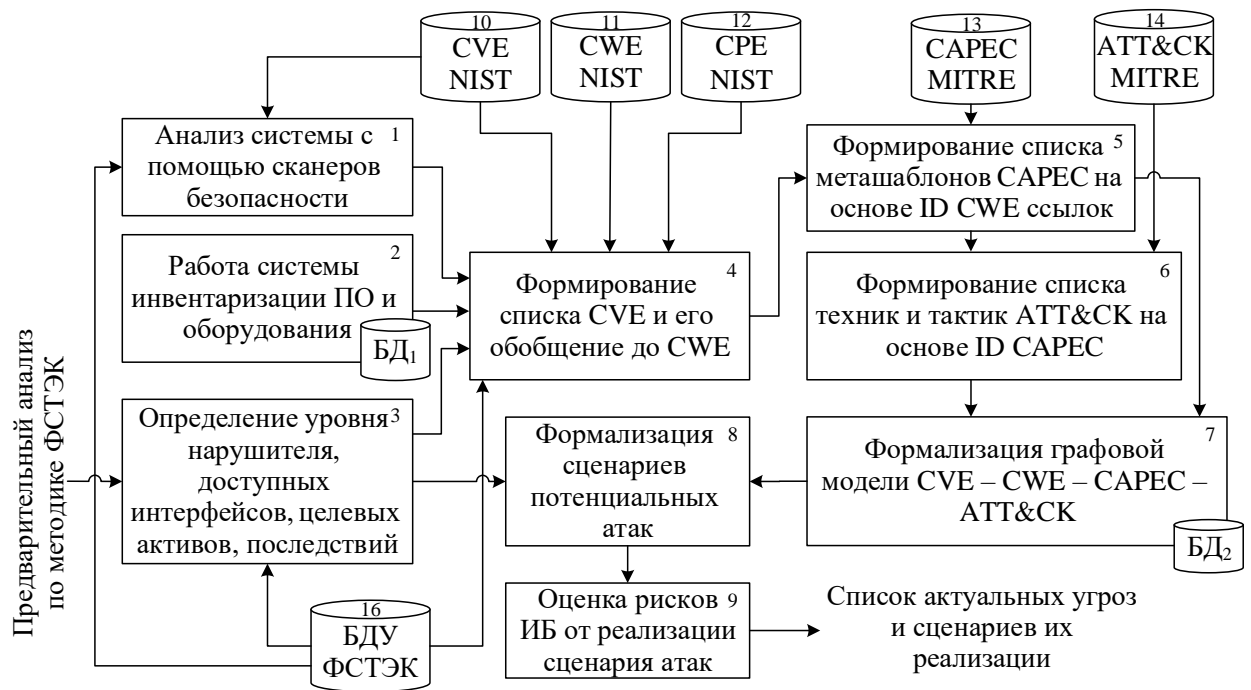 10
CVE
NIST
11
CWE
NIST
12
CPE
NIST
13
CAPEC
MITRE
14
ATT&CK
MITRE
1
Анализ системы с
помощью сканеров
безопасности
2
Работа системы
инвентаризации ПО и
оборудования
БД₁
Предварительный анализ
по методике ФСТЭК
Определение уровня 3
нарушителя,
доступных
интерфейсов, целевых
активов, последствий
16
БДУ
ФСТЭК
4
Формирование
списка CVE и его
обобщение до CWE
5
Формирование списка
меташаблонов CAPEC на
основе ID CWE ссылок
6
Формирование списка
техник и тактик ATT&CK на
основе ID CAPEC
7
Формализация графовой
модели CVE – CWE – CAPEC –
ATT&CK
БД₂
Формализация 8
сценариев
потенциальных
атак
Оценка рисков 9
ИБ от реализации
сценария атак
Список актуальных угроз
и сценариев их
реализации